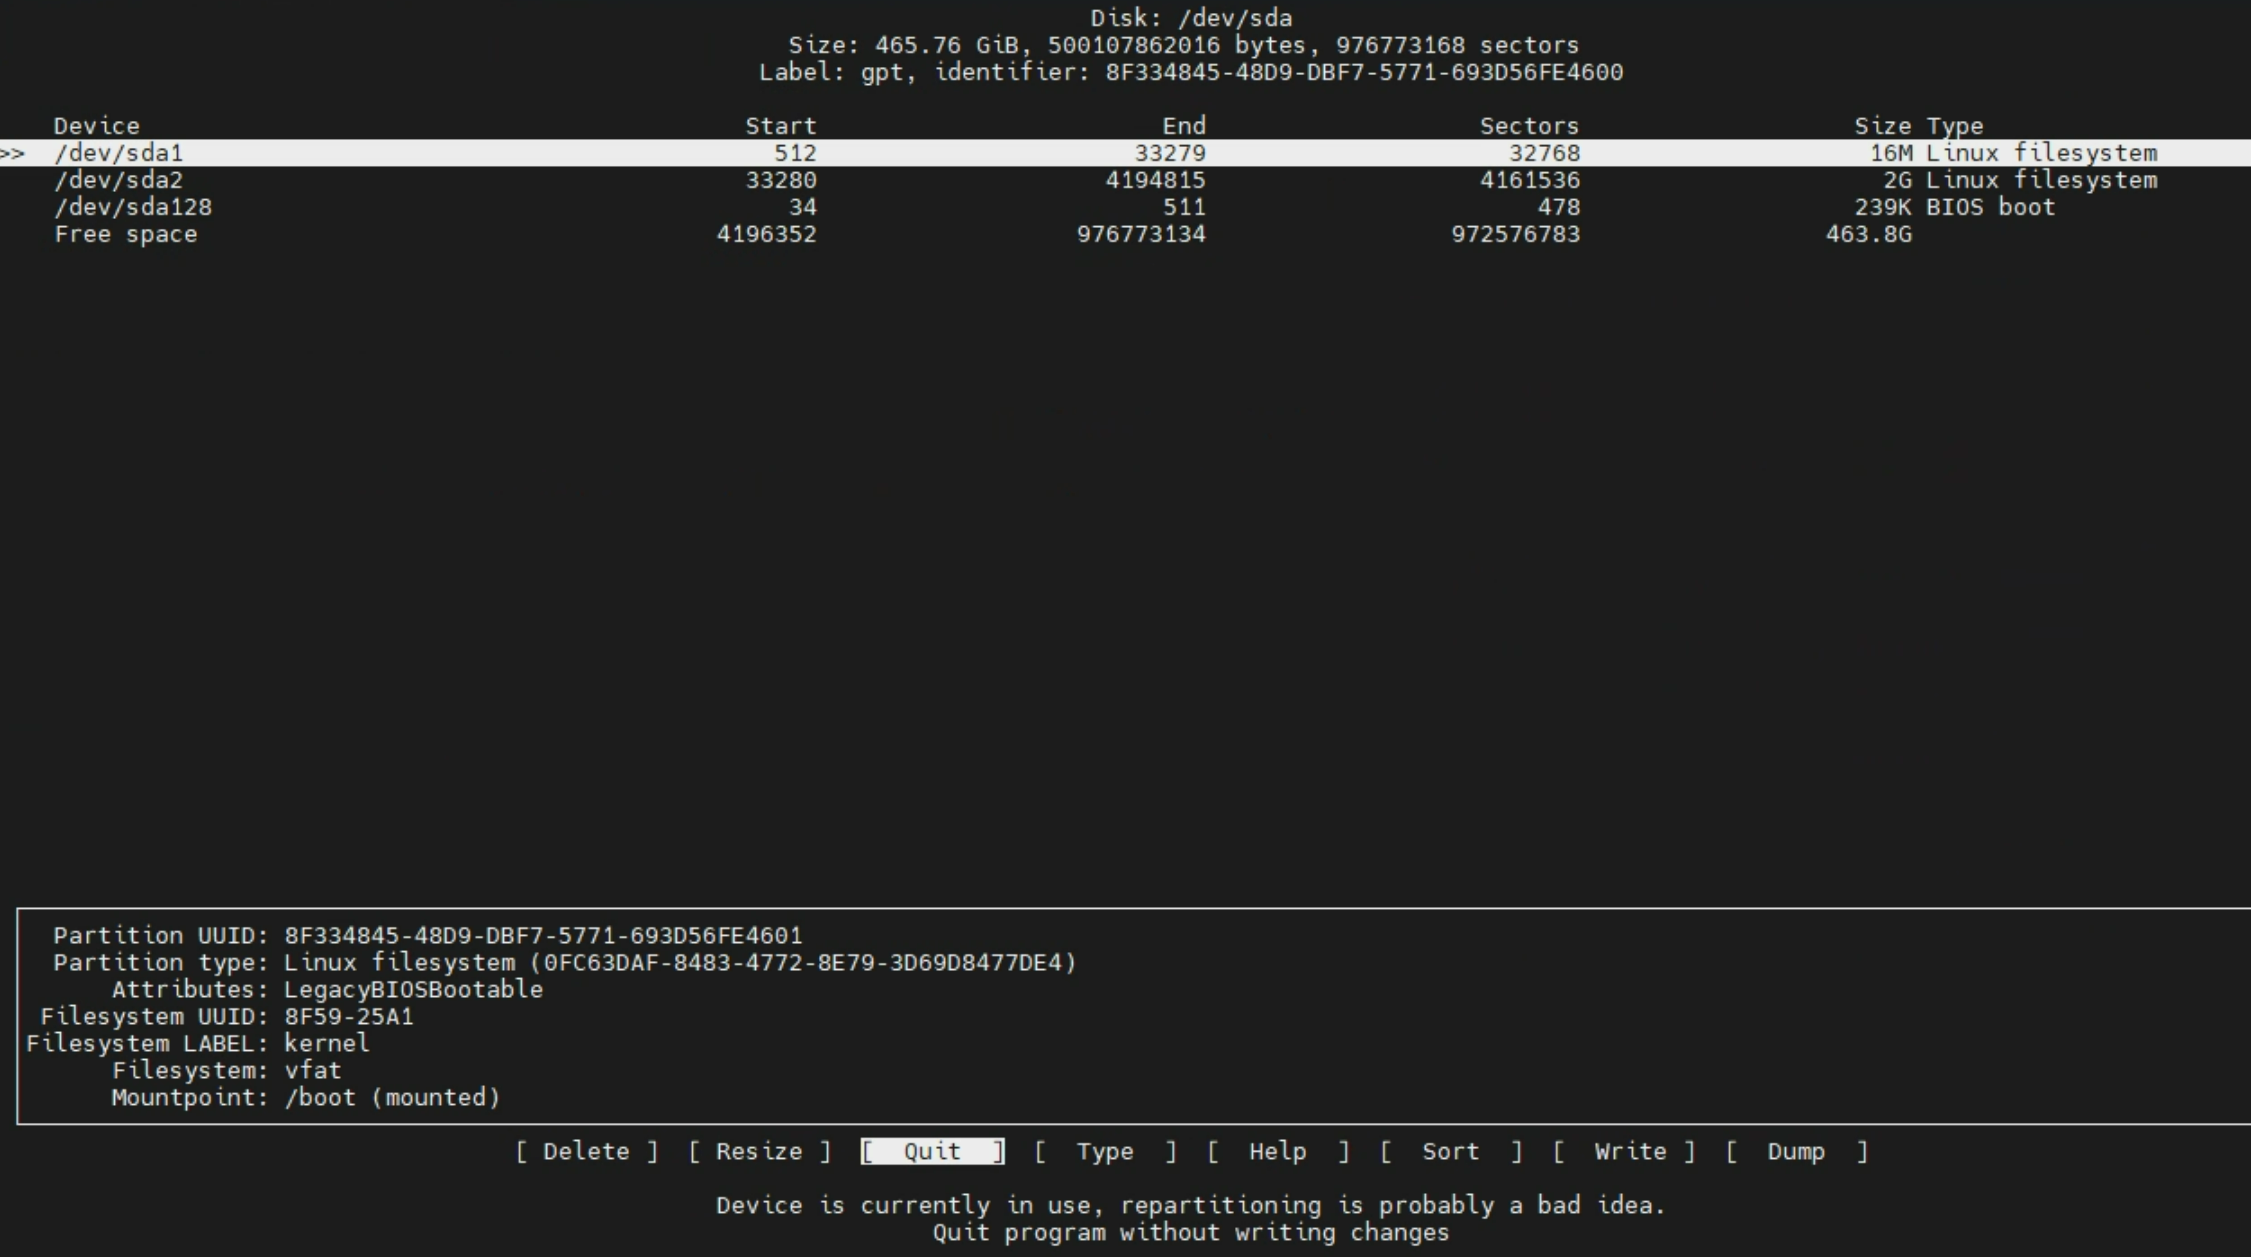 Disk: /dev/sda
Size: 465.76 GiB, 500107862016 bytes, 976773168 sectors
Label: gpt, identifier: 8F334845-48D9-DBF7-5771-693D56FE4600
Device Start End Sectors Size Type
>> /dev/sda1 512 33279 32768 16M Linux filesystem
/dev/sda2 33280 4194815 4161536 2G Linux filesystem
/dev/sda128 34 511 478 239K BIOS boot
Free space 4196352 976773134 972576783 463.8G
Partition UUID: 8F334845-48D9-DBF7-5771-693D56FE4601
Partition type: Linux filesystem (0FC63DAF-8483-4772-8E79-3D69D8477DE4)
Attributes: LegacyBIOSBootable
Filesystem UUID: 8F59-25A1
Filesystem LABEL: kernel
Filesystem: vfat
Mountpoint: /boot (mounted)
[ Delete ] [ Resize ] [ Quit ] [ Type ] [ Help ] [ Sort ] [ Write ] [ Dump ]
Device is currently in use, repartitioning is probably a bad idea.
Quit program without writing changes